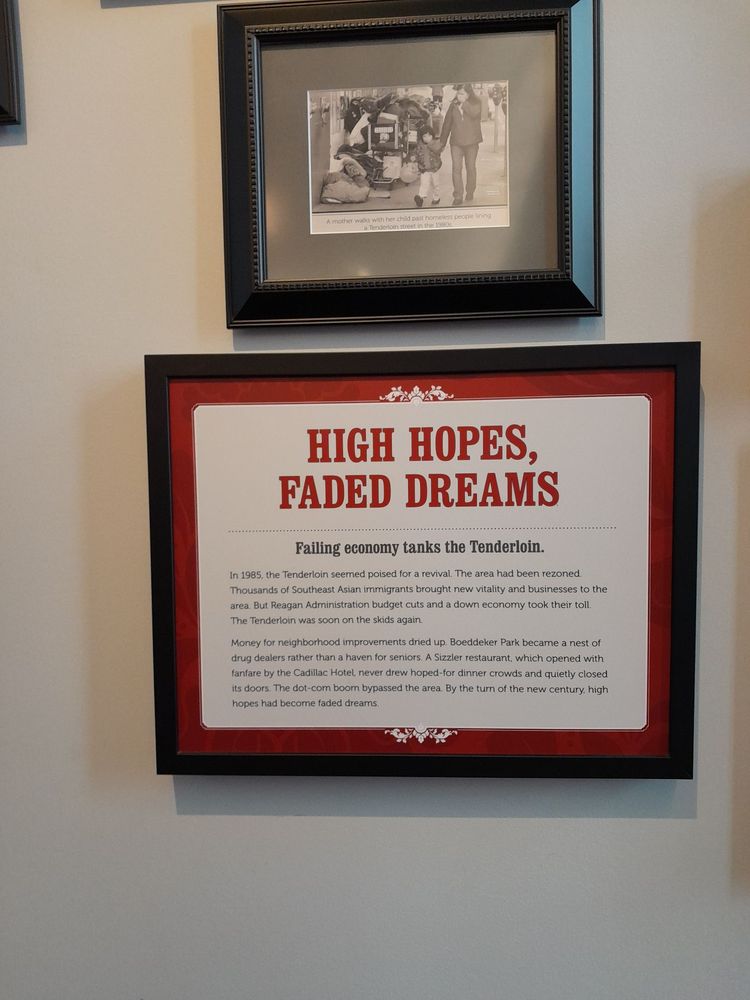 A mother walks with her child past homeless people lining
a Tenderloin street in the 1980s.
HIGH HOPES,
FADED DREAMS
Failing economy tanks the Tenderloin.
In 1985, the Tenderloin seemed poised for a revival. The area had been rezoned.
Thousands of Southeast Asian immigrants brought new vitality and businesses to the
area. But Reagan Administration budget cuts and a down economy took their toll.
The Tenderloin was soon on the skids again.
Money for neighborhood improvements dried up. Boeddeker Park became a nest of
drug dealers rather than a haven for seniors. A Sizzler restaurant, which opened with
fanfare by the Cadillac Hotel, never drew hoped-for dinner crowds and quietly closed
its doors. The dot-com boom bypassed the area. By the turn of the new century, high
hopes had become faded dreams.